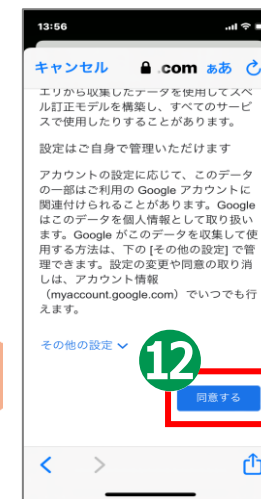 13:56
キャンセル .com ああ
エリから収集したデータを使用してスペ
ル訂正モデルを構築し、すべてのサービ
スで使用したりすることがあります。
設定はご自身で管理いただけます
アカウントの設定に応じて、このデータ
の一部はご利用の Google アカウントに
関連付けられることがあります。Google
はこのデータを個人情報として取り扱い
ます。Google がこのデータを収集して使
用する方法は、下の [その他の設定] で管
理できます。設定の変更や同意の取り消
しは、アカウント情報
（myaccount.google.com）でいつでも行
えます。
その他の設定
12
同意する